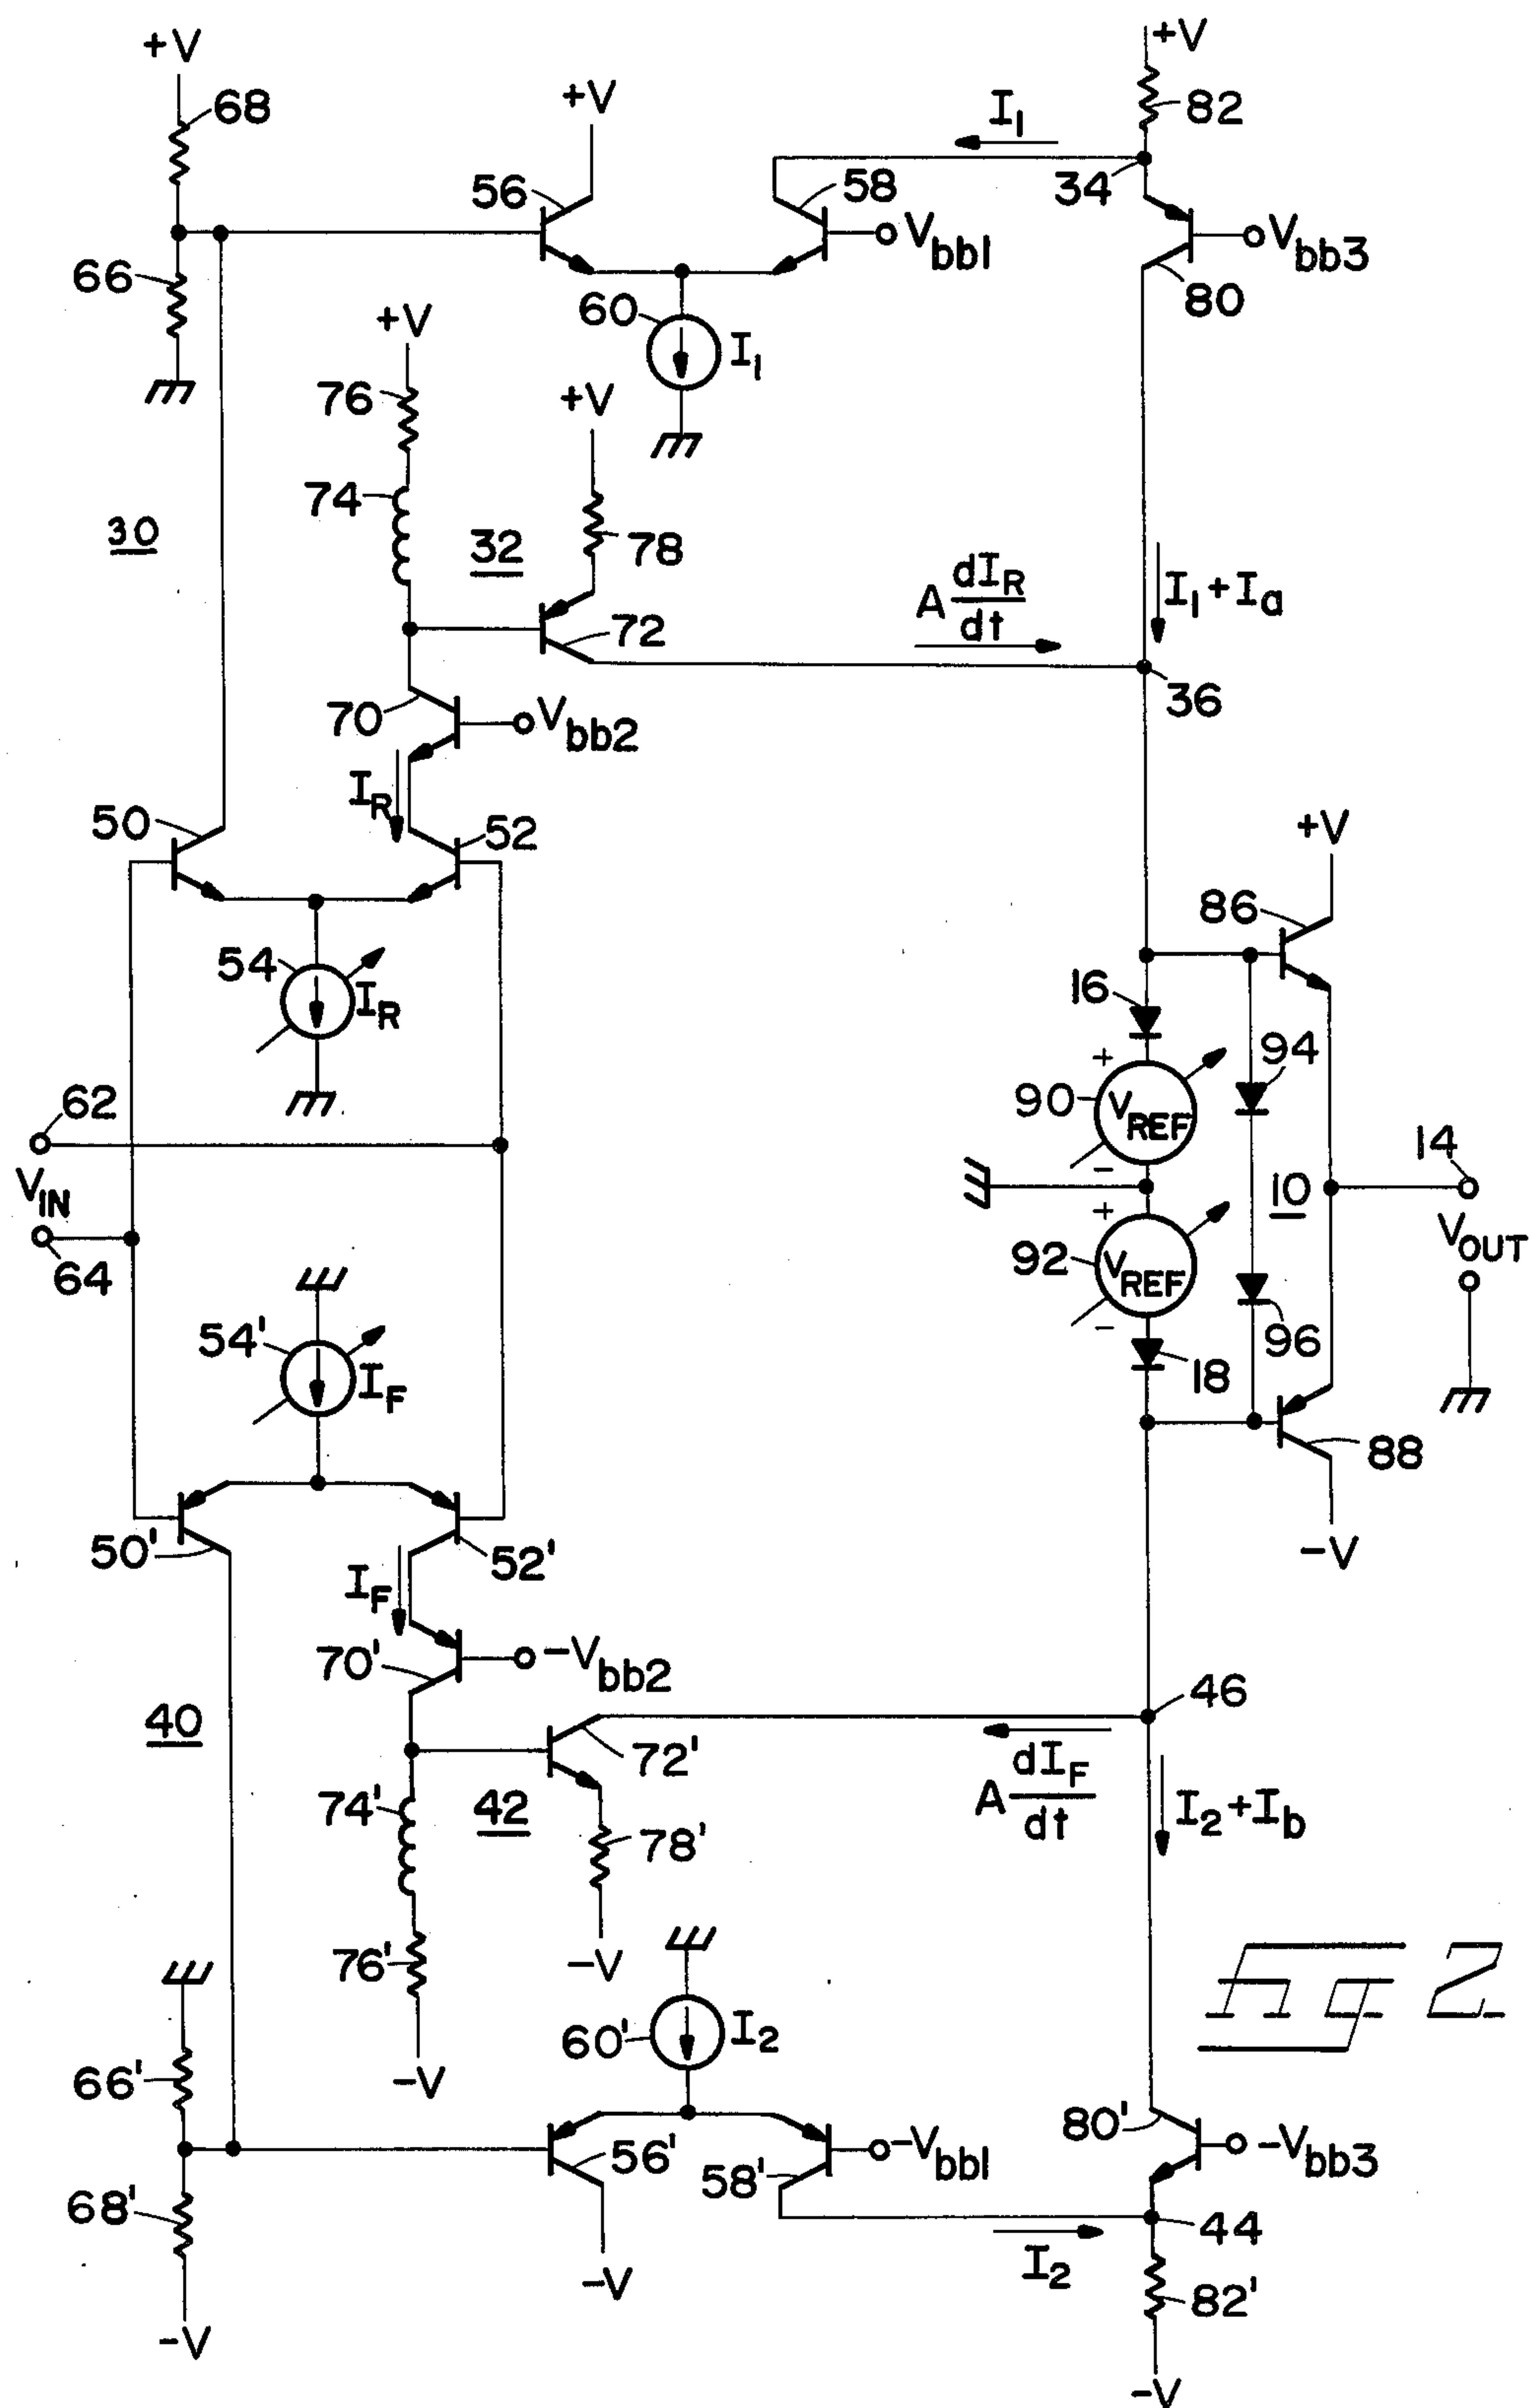 +V
+V
68
82
+V
I1
56
58
34
Vbb1
Vbb3
66
60
80
+V
I1
76
+V
74
30
32
78
A dIR/dt
I1+Ia
72
36
70
Vbb2
IR
50
52
+V
86
54
IR
16
94
62
+
90
VREF
14
VIN
−
10
64
+
VOUT
92
VREF
54'
96
IF
−
18
88
50'
52'
−V
IF
70'
−Vbb2
46
40
72'
74'
42
A dIF/dt
I2+Ib
78'
76'
−V
Fig 2
60'
I2
66'
−V
80'
−Vbb1
−Vbb3
56'
58'
68'
44
I2
−V
82'
−V
−V